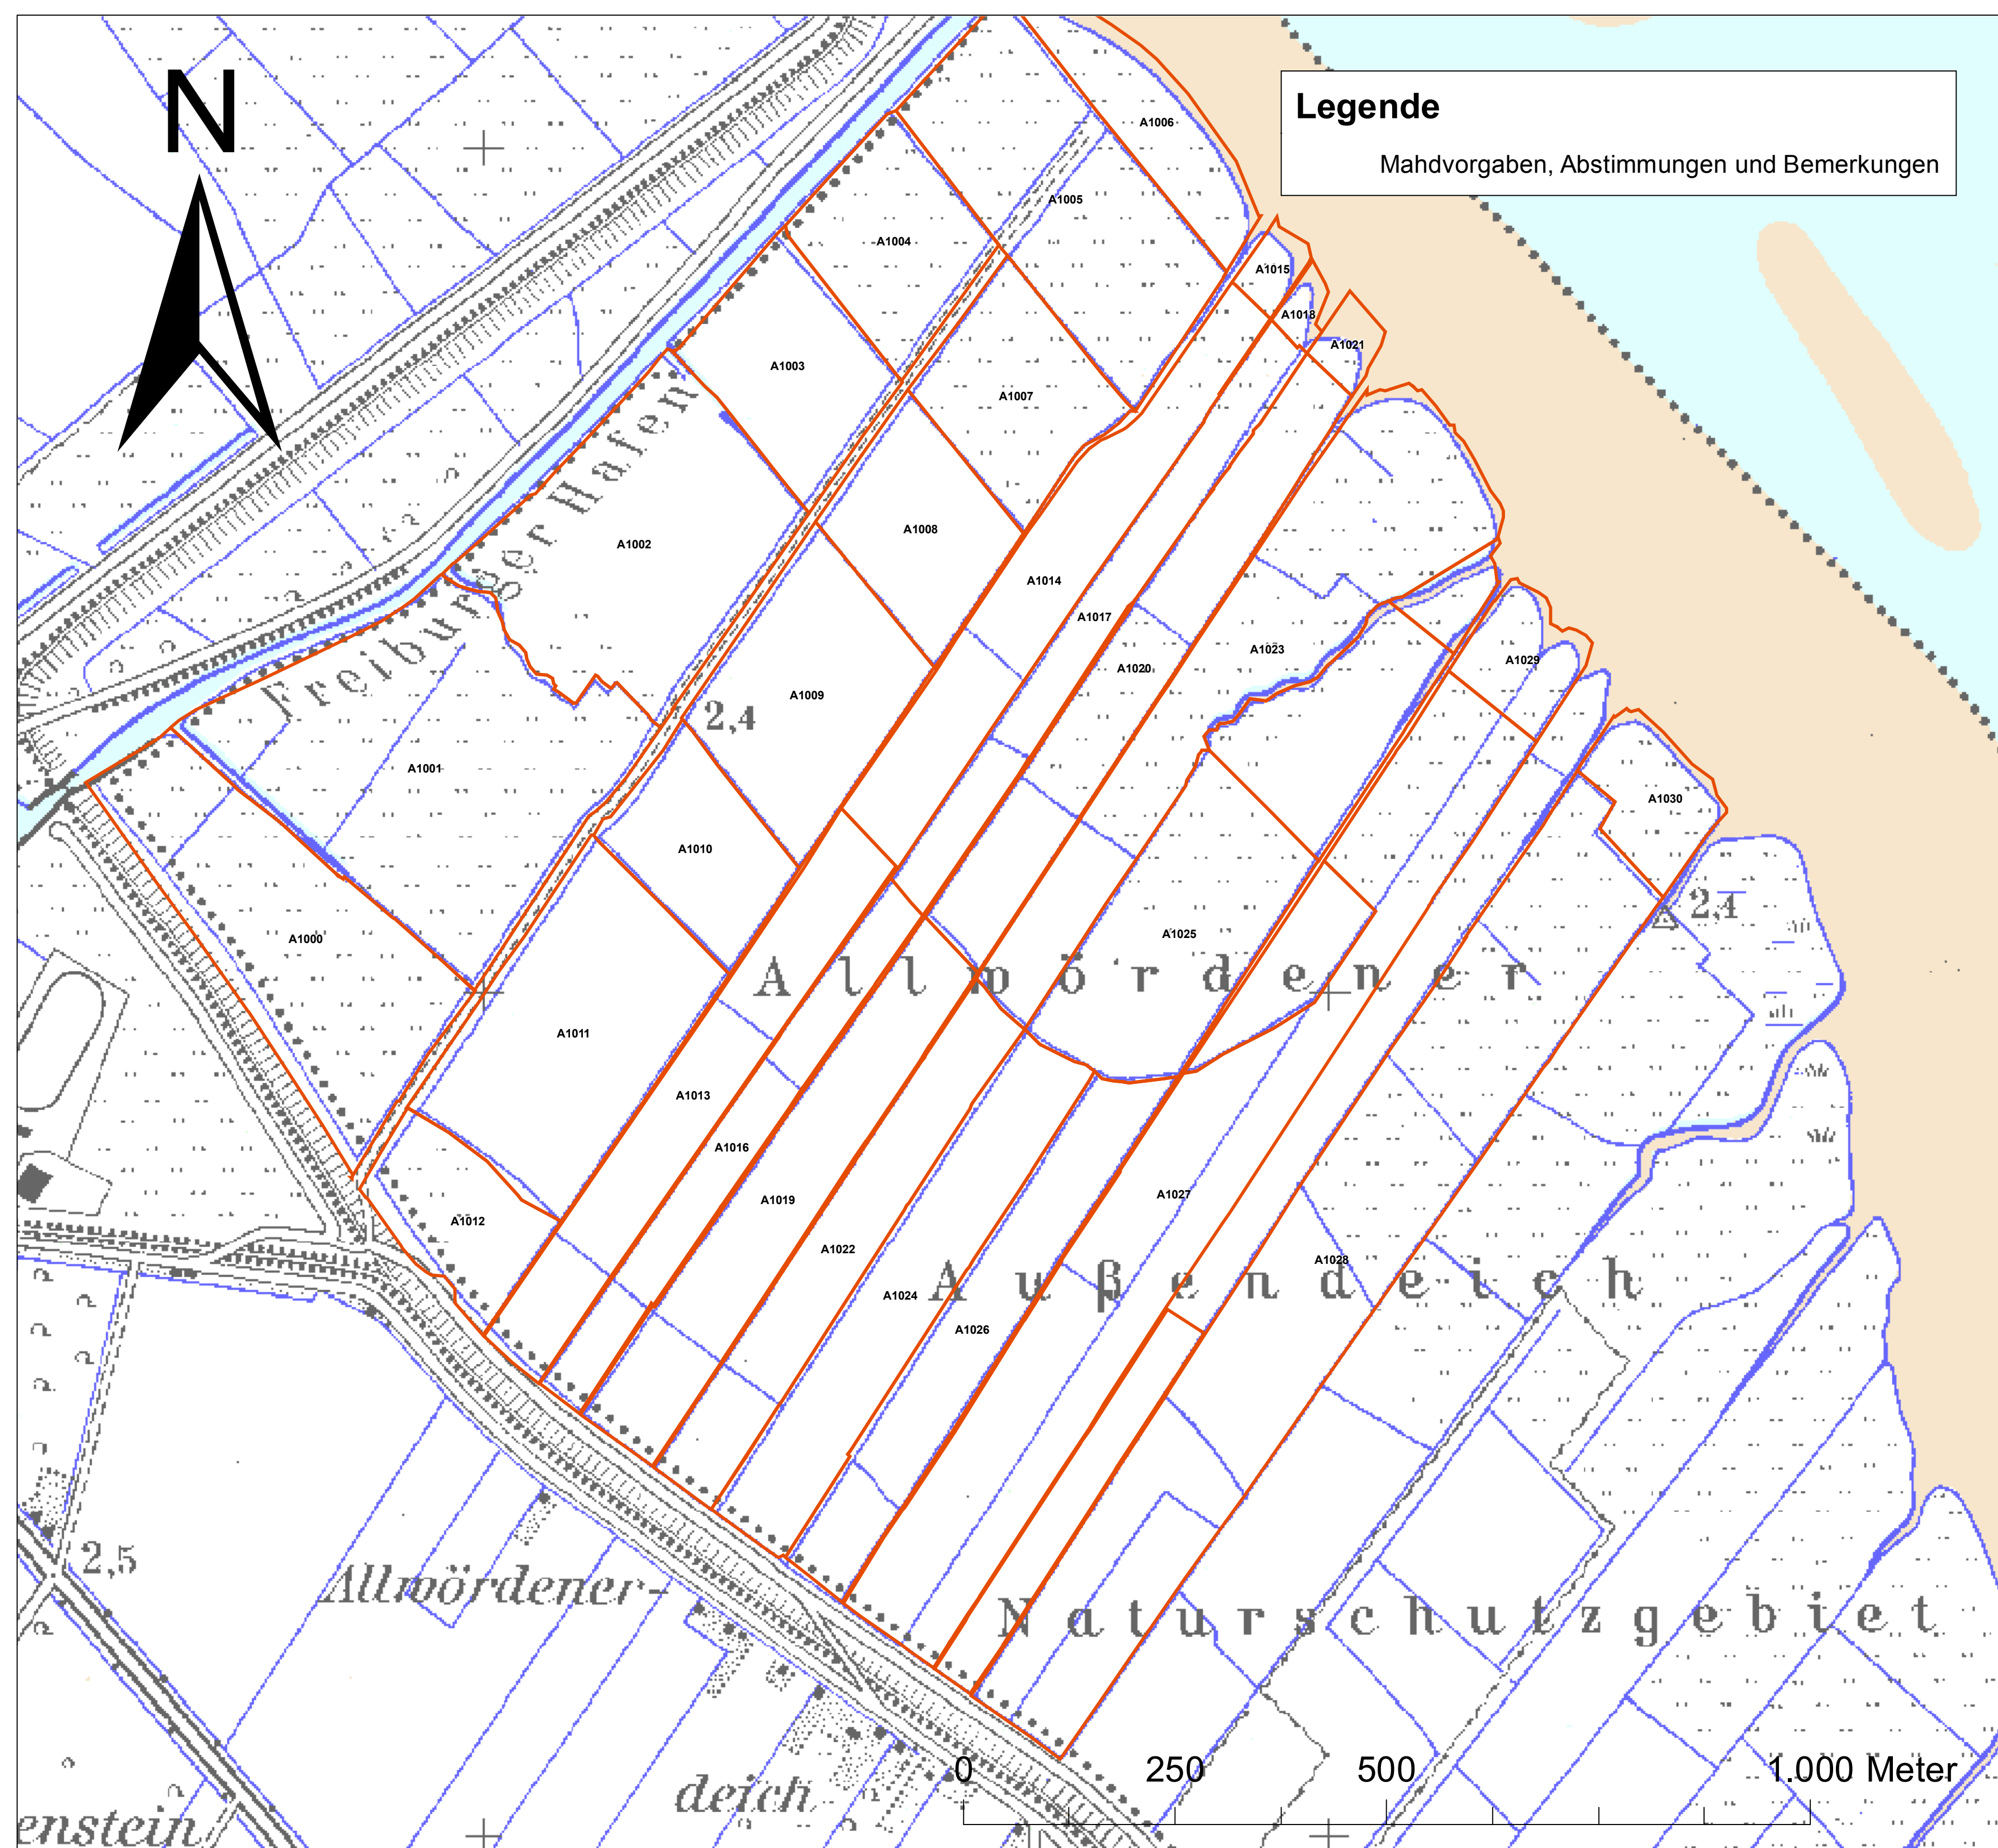 N
Legende
Mahdvorgaben, Abstimmungen und Bemerkungen
A1006
A1005
A1004
A1015
A1018
A1021
A1003
A1007
A1002
A1008
A1014
A1017
A1020
A1023
A1029
Freiburger Hafen
A1009
2,4
A1001
A1030
A1010
2,4
A1000
A1025
Allwördener
A1011
A1013
A1016
A1027
A1019
A1012
A1022
A1028
Außendeich
A1024
A1026
2,5
Allwördener-
Naturschutzgebiet
deich
0 250 500 1.000 Meter
enstein